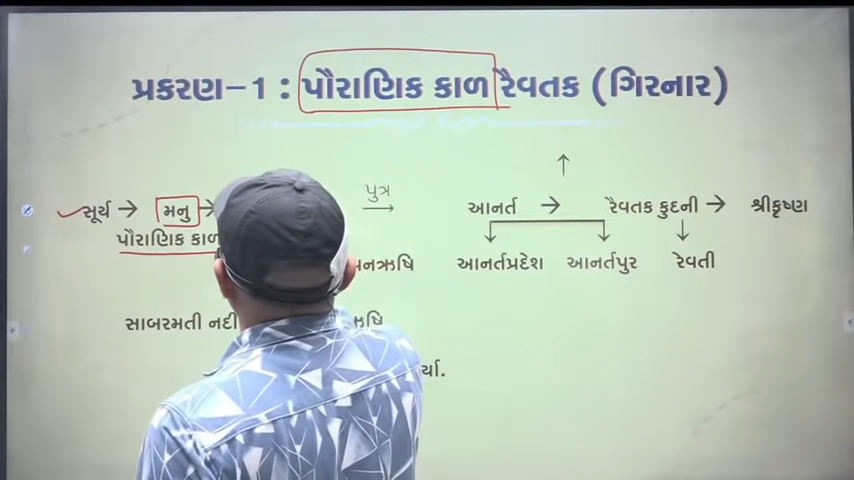 પ્રકરણ-1 : પૌરાણિક કાળ રૈવતક (ગિરનાર)
સૂર્ય → મનુ → પુત્ર → આનર્ત → રૈવતક કુદની → શ્રીકૃષ્ણ
પૌરાણિક કાળ
આનર્તપ્રદેશ આનર્તપુર રેવતી
સાબરમતી નદી